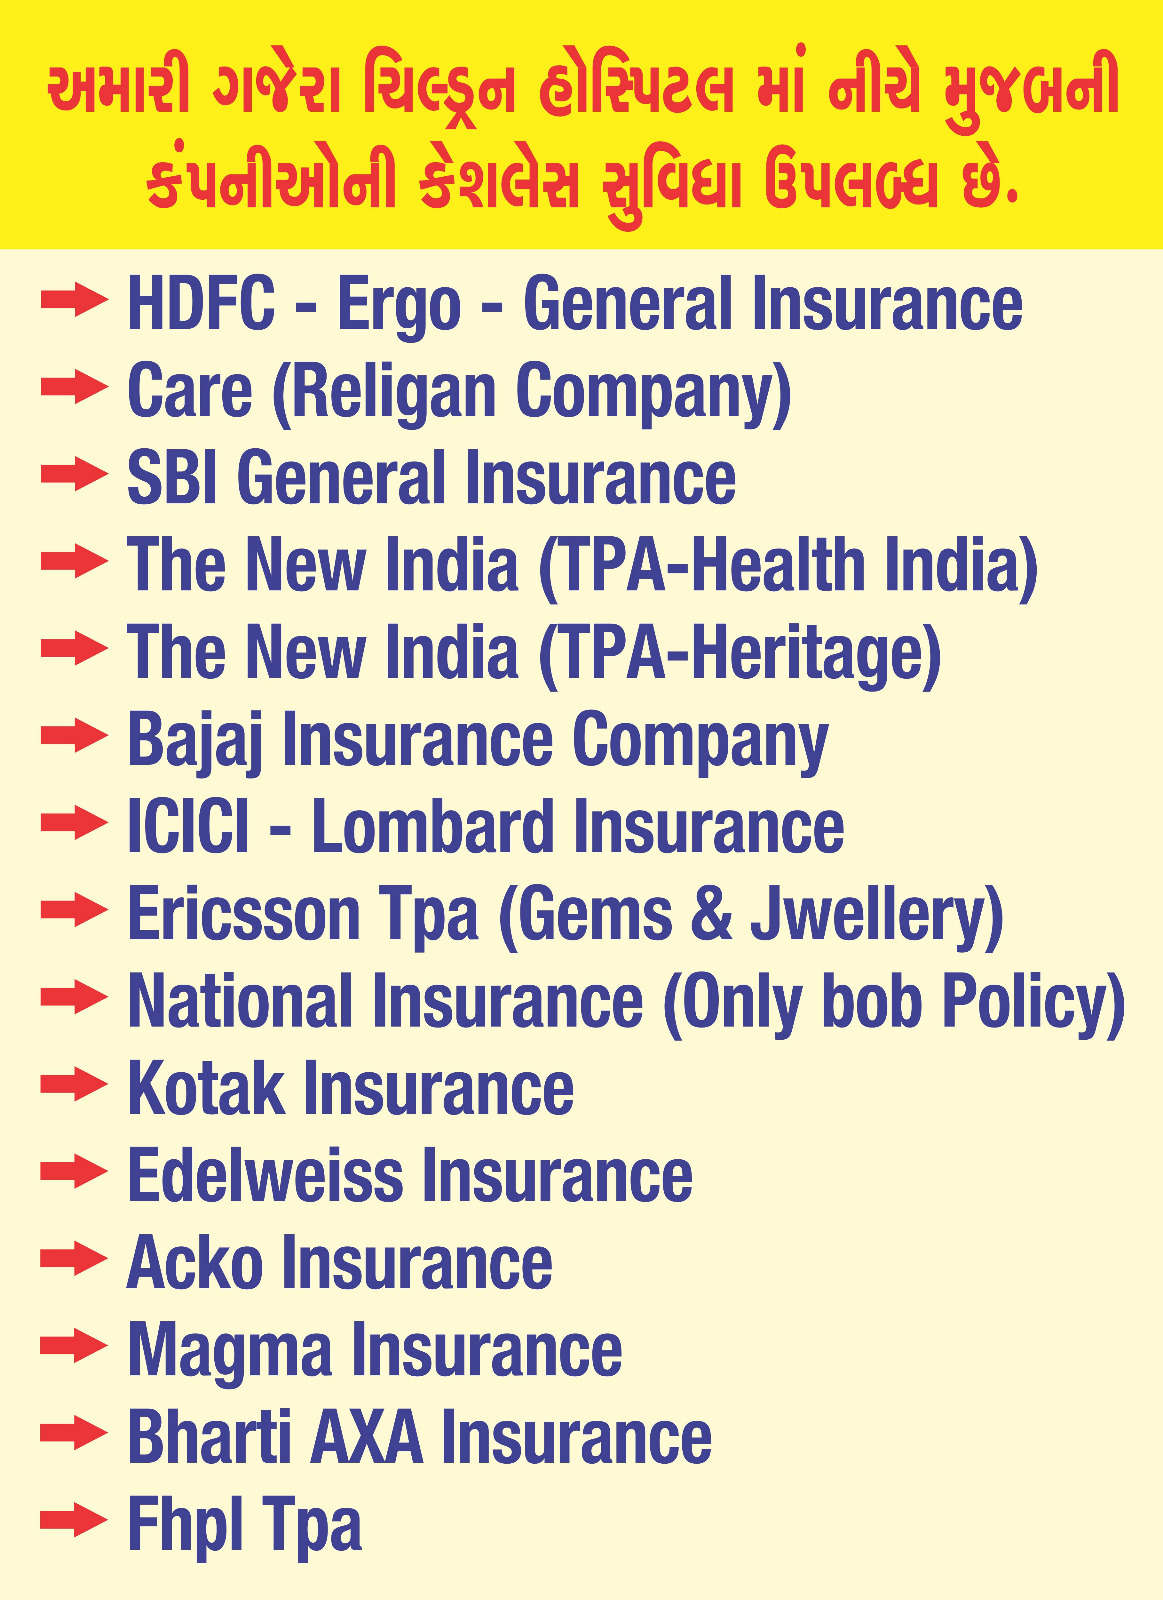 અમારી ગજેરા ચિલ્ડ્રન હોસ્પિટલ માં નીચે મુજબની
કંપનીઓની કેશલેસ સુવિધા ઉપલબ્ધ છે.
HDFC - Ergo - General Insurance
Care (Religan Company)
SBI General Insurance
The New India (TPA-Health India)
The New India (TPA-Heritage)
Bajaj Insurance Company
ICICI - Lombard Insurance
Ericsson Tpa (Gems & Jwellery)
National Insurance (Only bob Policy)
Kotak Insurance
Edelweiss Insurance
Acko Insurance
Magma Insurance
Bharti AXA Insurance
Fhpl Tpa